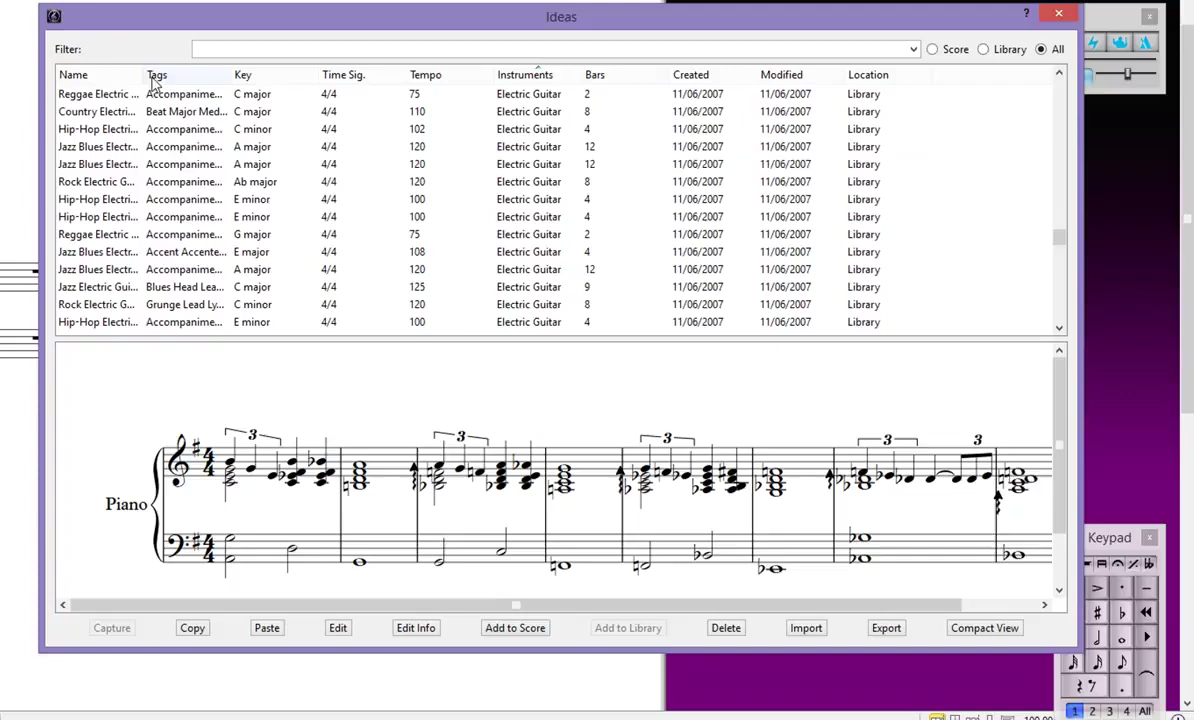 Ideas
?
Filter:
Score Library All
Name Tags Key Time Sig. Tempo Instruments Bars Created Modified Location
Reggae Electric ... Accompanime... C major 4/4 75 Electric Guitar 2 11/06/2007 11/06/2007 Library
Country Electri... Beat Major Med... C major 4/4 110 Electric Guitar 8 11/06/2007 11/06/2007 Library
Hip-Hop Electri... Accompanime... C minor 4/4 102 Electric Guitar 4 11/06/2007 11/06/2007 Library
Jazz Blues Electr... Accompanime... A major 4/4 120 Electric Guitar 12 11/06/2007 11/06/2007 Library
Jazz Blues Electr... Accompanime... A major 4/4 120 Electric Guitar 12 11/06/2007 11/06/2007 Library
Rock Electric G... Accompanime... Ab major 4/4 120 Electric Guitar 8 11/06/2007 11/06/2007 Library
Hip-Hop Electri... Accompanime... E minor 4/4 100 Electric Guitar 4 11/06/2007 11/06/2007 Library
Hip-Hop Electri... Accompanime... E minor 4/4 100 Electric Guitar 4 11/06/2007 11/06/2007 Library
Reggae Electric ... Accompanime... G major 4/4 75 Electric Guitar 2 11/06/2007 11/06/2007 Library
Jazz Blues Electr... Accent Accente... E major 4/4 108 Electric Guitar 4 11/06/2007 11/06/2007 Library
Jazz Blues Electr... Accompanime... A major 4/4 120 Electric Guitar 12 11/06/2007 11/06/2007 Library
Jazz Electric Gui... Blues Head Lea... C major 4/4 125 Electric Guitar 9 11/06/2007 11/06/2007 Library
Rock Electric G... Grunge Lead Ly... C minor 4/4 120 Electric Guitar 8 11/06/2007 11/06/2007 Library
Hip-Hop Electri... Accompanime... E minor 4/4 100 Electric Guitar 4 11/06/2007 11/06/2007 Library
3 3 3 3 3
4 4
Piano
4 4
Capture Copy Paste Edit Edit Info Add to Score Add to Library Delete Import Export Compact View
Keypad
1 2 3 4 All
100.00